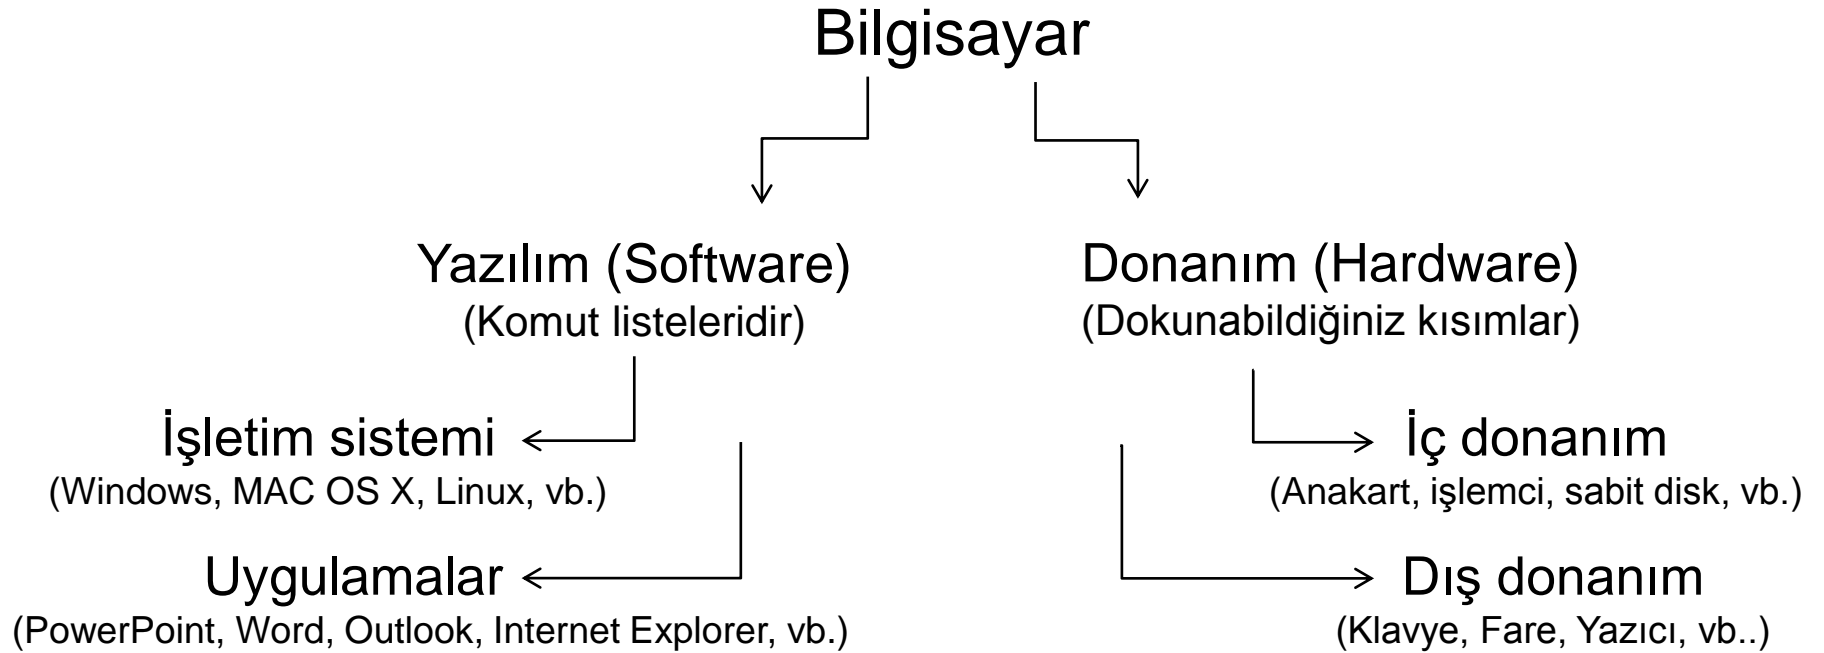 Bilgisayar
Yazılım (Software)
(Komut listeleridir)
Donanım (Hardware)
(Dokunabildiğiniz kısımlar)
İşletim sistemi
(Windows, MAC OS X, Linux, vb.)
İç donanım
(Anakart, işlemci, sabit disk, vb.)
Uygulamalar
(PowerPoint, Word, Outlook, Internet Explorer, vb.)
Dış donanım
(Klavye, Fare, Yazıcı, vb..)